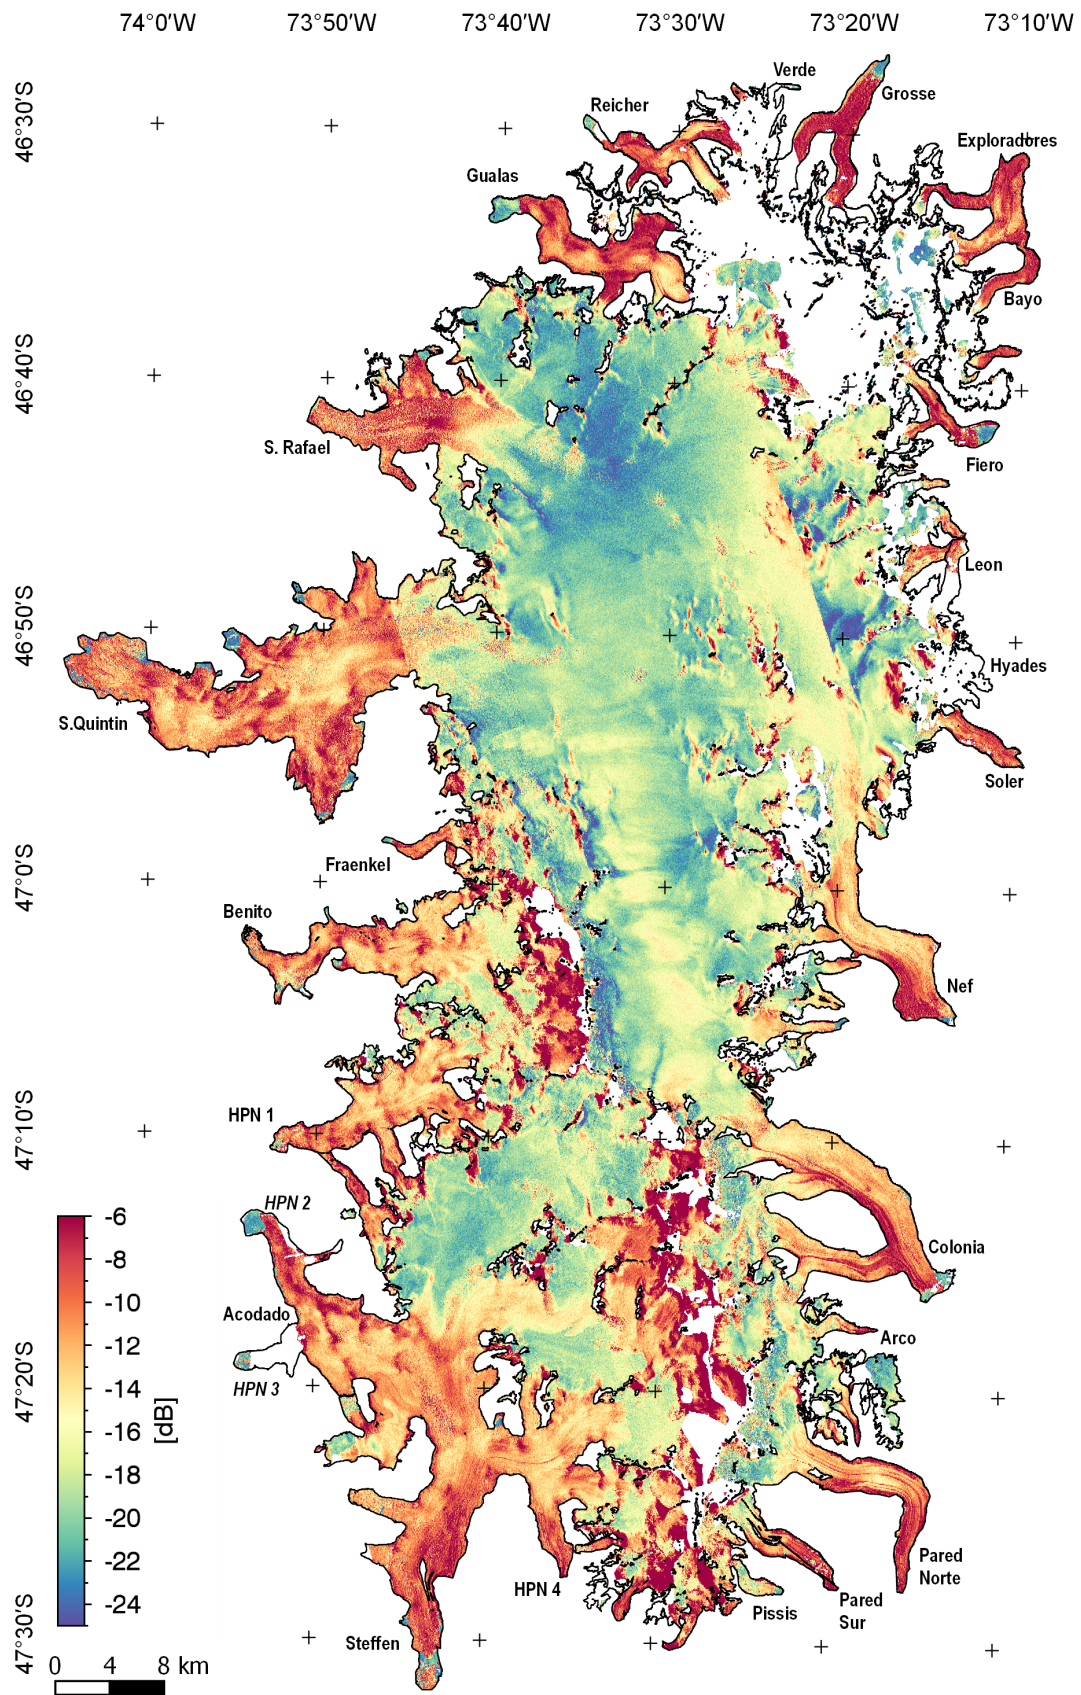 74°0'W 73°50'W 73°40'W 73°30'W 73°20'W 73°10'W
46°30'S
46°40'S
46°50'S
47°0'S
47°10'S
47°20'S
47°30'S
Verde
Grosse
Reicher
Exploradores
Gualas
Bayo
S. Rafael
Fiero
Leon
Hyades
S.Quintin
Soler
Fraenkel
Benito
Nef
HPN 1
HPN 2
Colonia
Acodado
Arco
HPN 3
Pared
Norte
HPN 4
Pissis
Pared
Sur
Steffen
-6
-8
-10
-12
-14
-16
-18
-20
-22
-24
[dB]
0 4 8 km